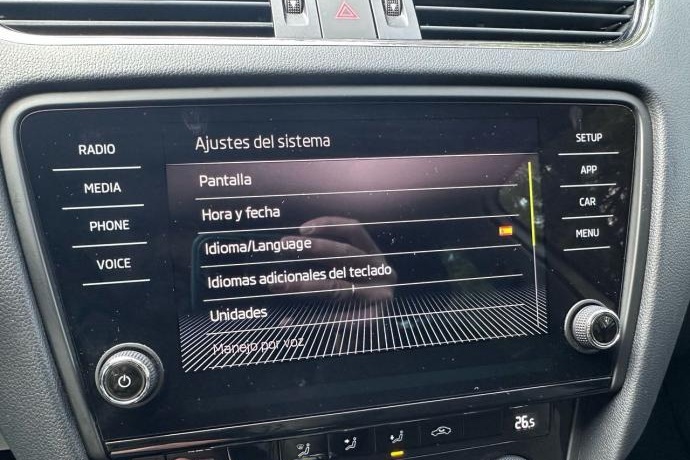 RADIO
MEDIA
PHONE
VOICE
Ajustes del sistema
Pantalla
Hora y fecha
Idioma/Language
Idiomas adicionales del teclado
Unidades
Manejo por voz
SETUP
APP
CAR
MENU
26.5